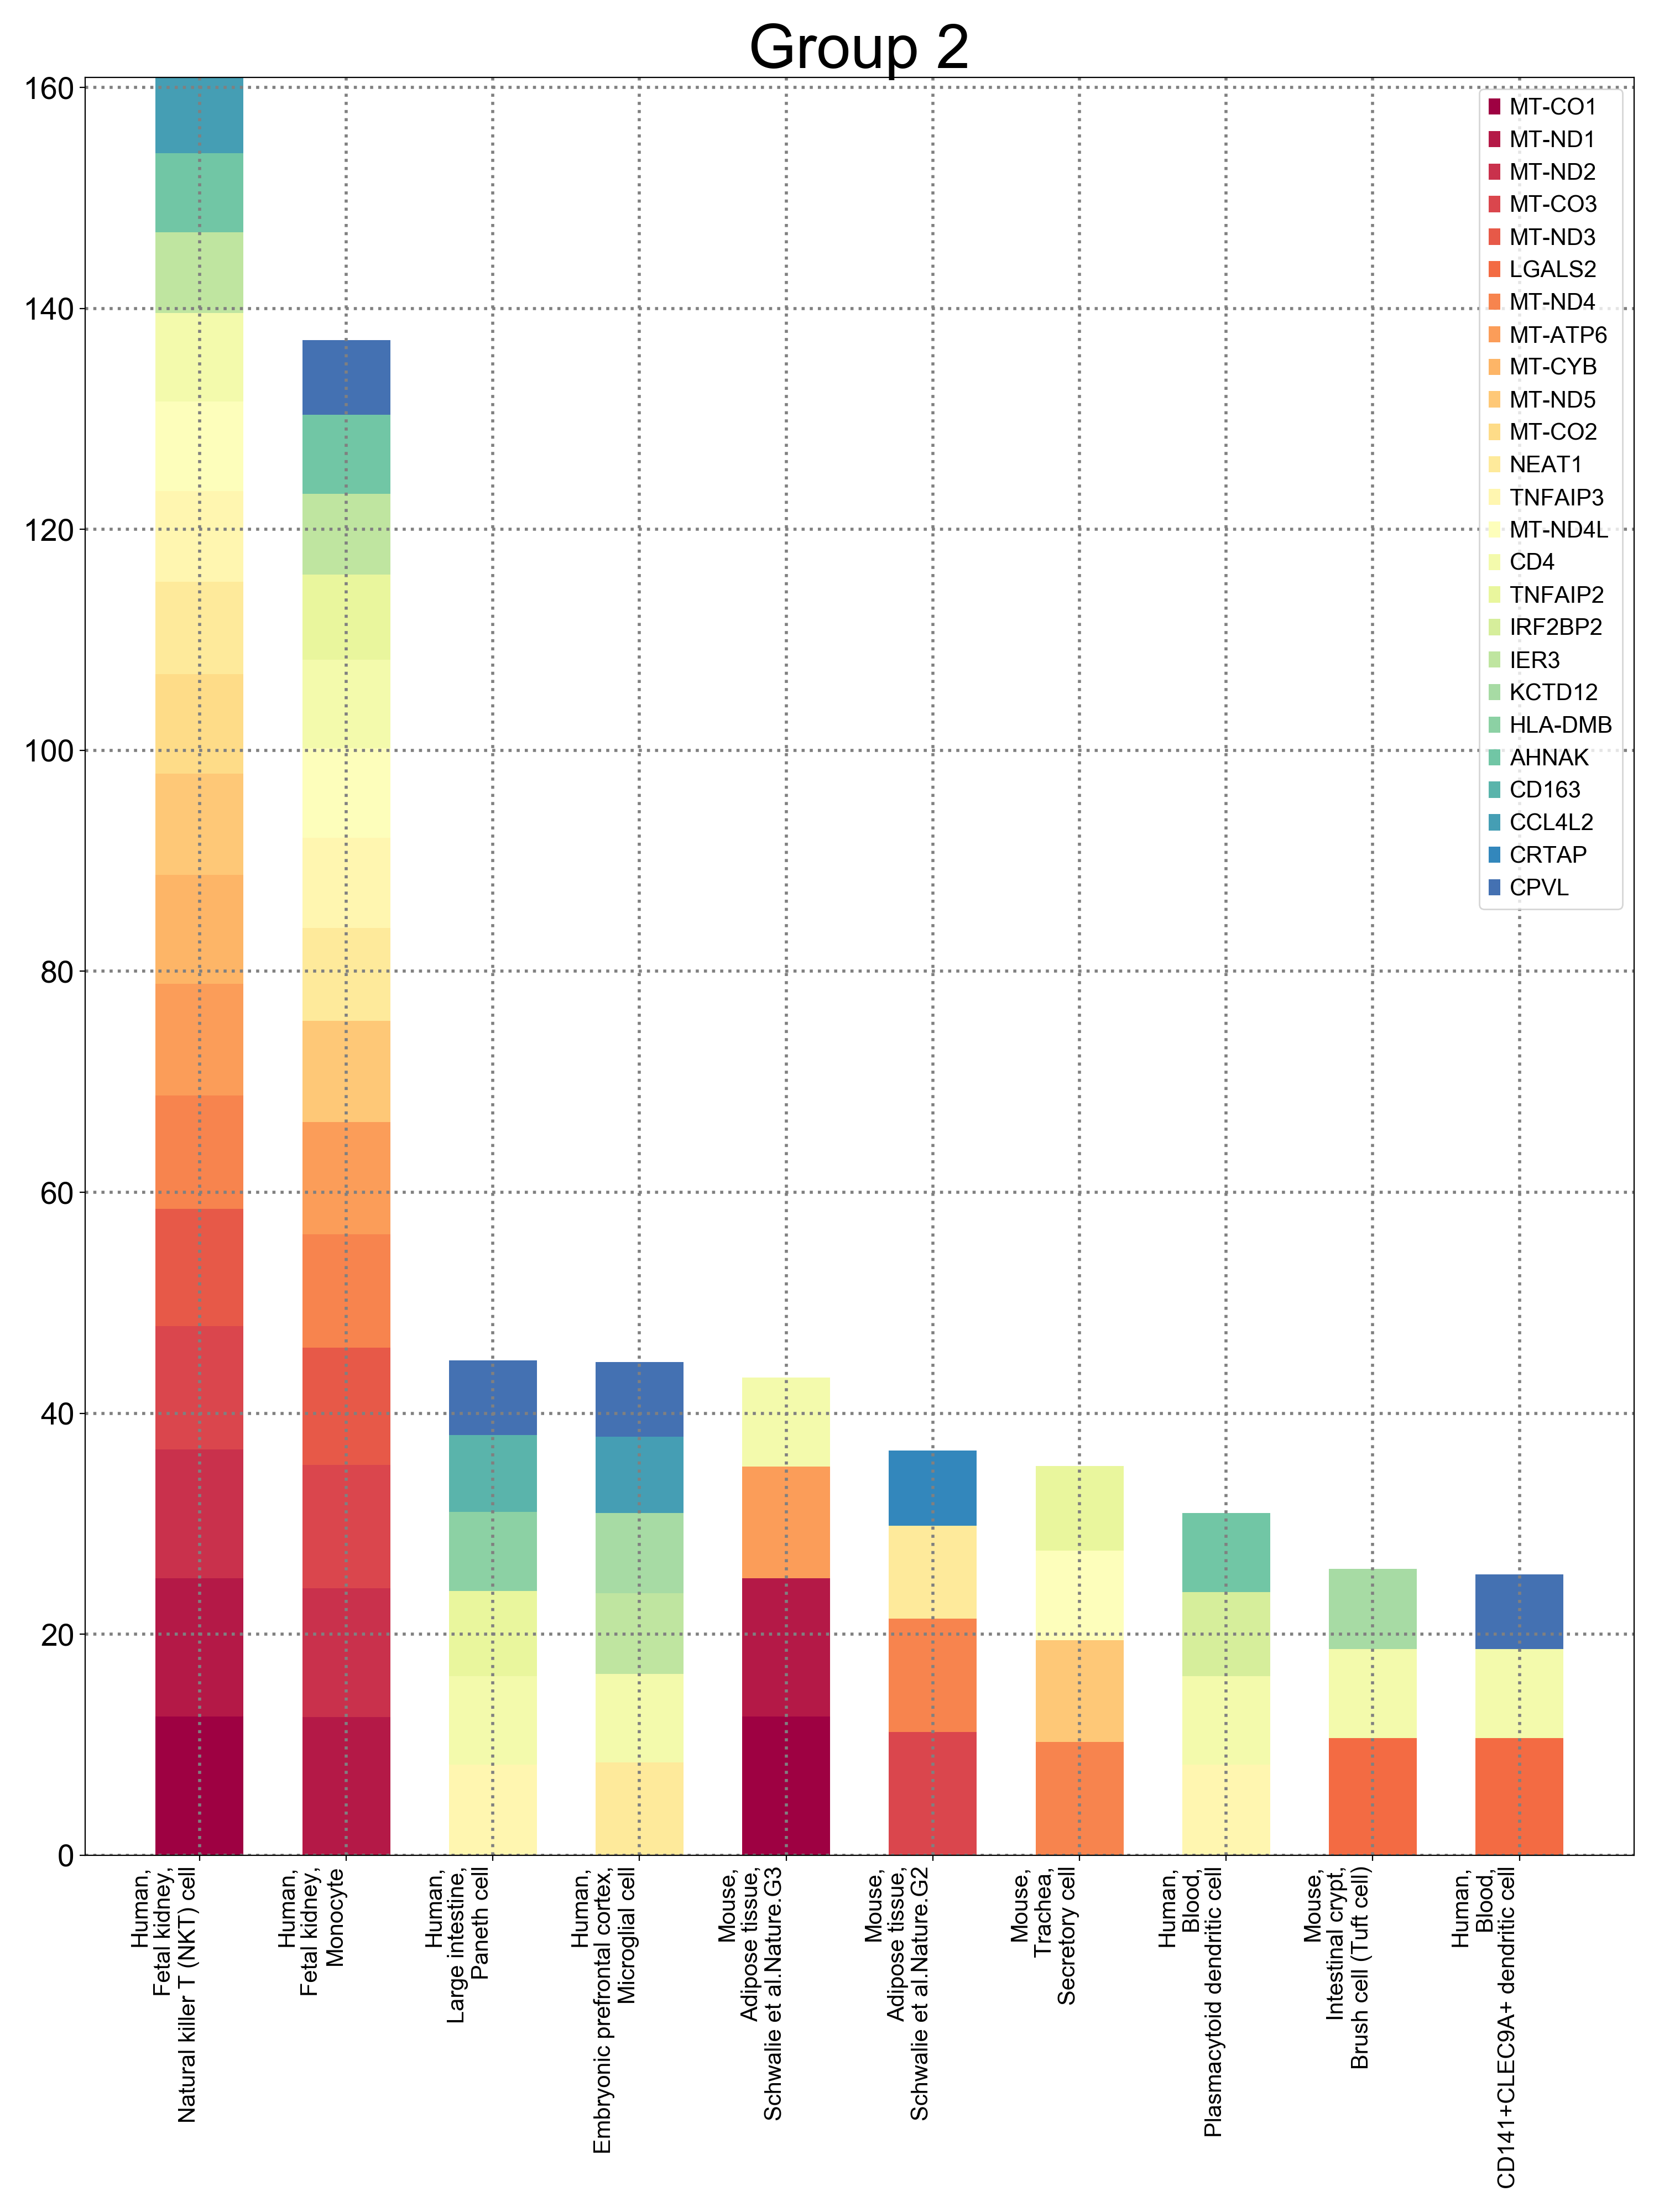 Group 2
160
140
120
100
80
60
40
20
0
MT-CO1
MT-ND1
MT-ND2
MT-CO3
MT-ND3
LGALS2
MT-ND4
MT-ATP6
MT-CYB
MT-ND5
MT-CO2
NEAT1
TNFAIP3
MT-ND4L
CD4
TNFAIP2
IRF2BP2
IER3
KCTD12
HLA-DMB
AHNAK
CD163
CCL4L2
CRTAP
CPVL
Human,
Fetal kidney,
Natural killer T (NKT) cell
Human,
Fetal kidney,
Monocyte
Human,
Large intestine,
Paneth cell
Human,
Embryonic prefrontal cortex,
Microglial cell
Mouse,
Adipose tissue,
Schwalie et al.Nature.G3
Mouse,
Adipose tissue,
Schwalie et al.Nature.G2
Mouse,
Trachea,
Secretory cell
Human,
Blood,
Plasmacytoid dendritic cell
Mouse,
Intestinal crypt,
Brush cell (Tuft cell)
Human,
Blood,
CD141+CLEC9A+ dendritic cell